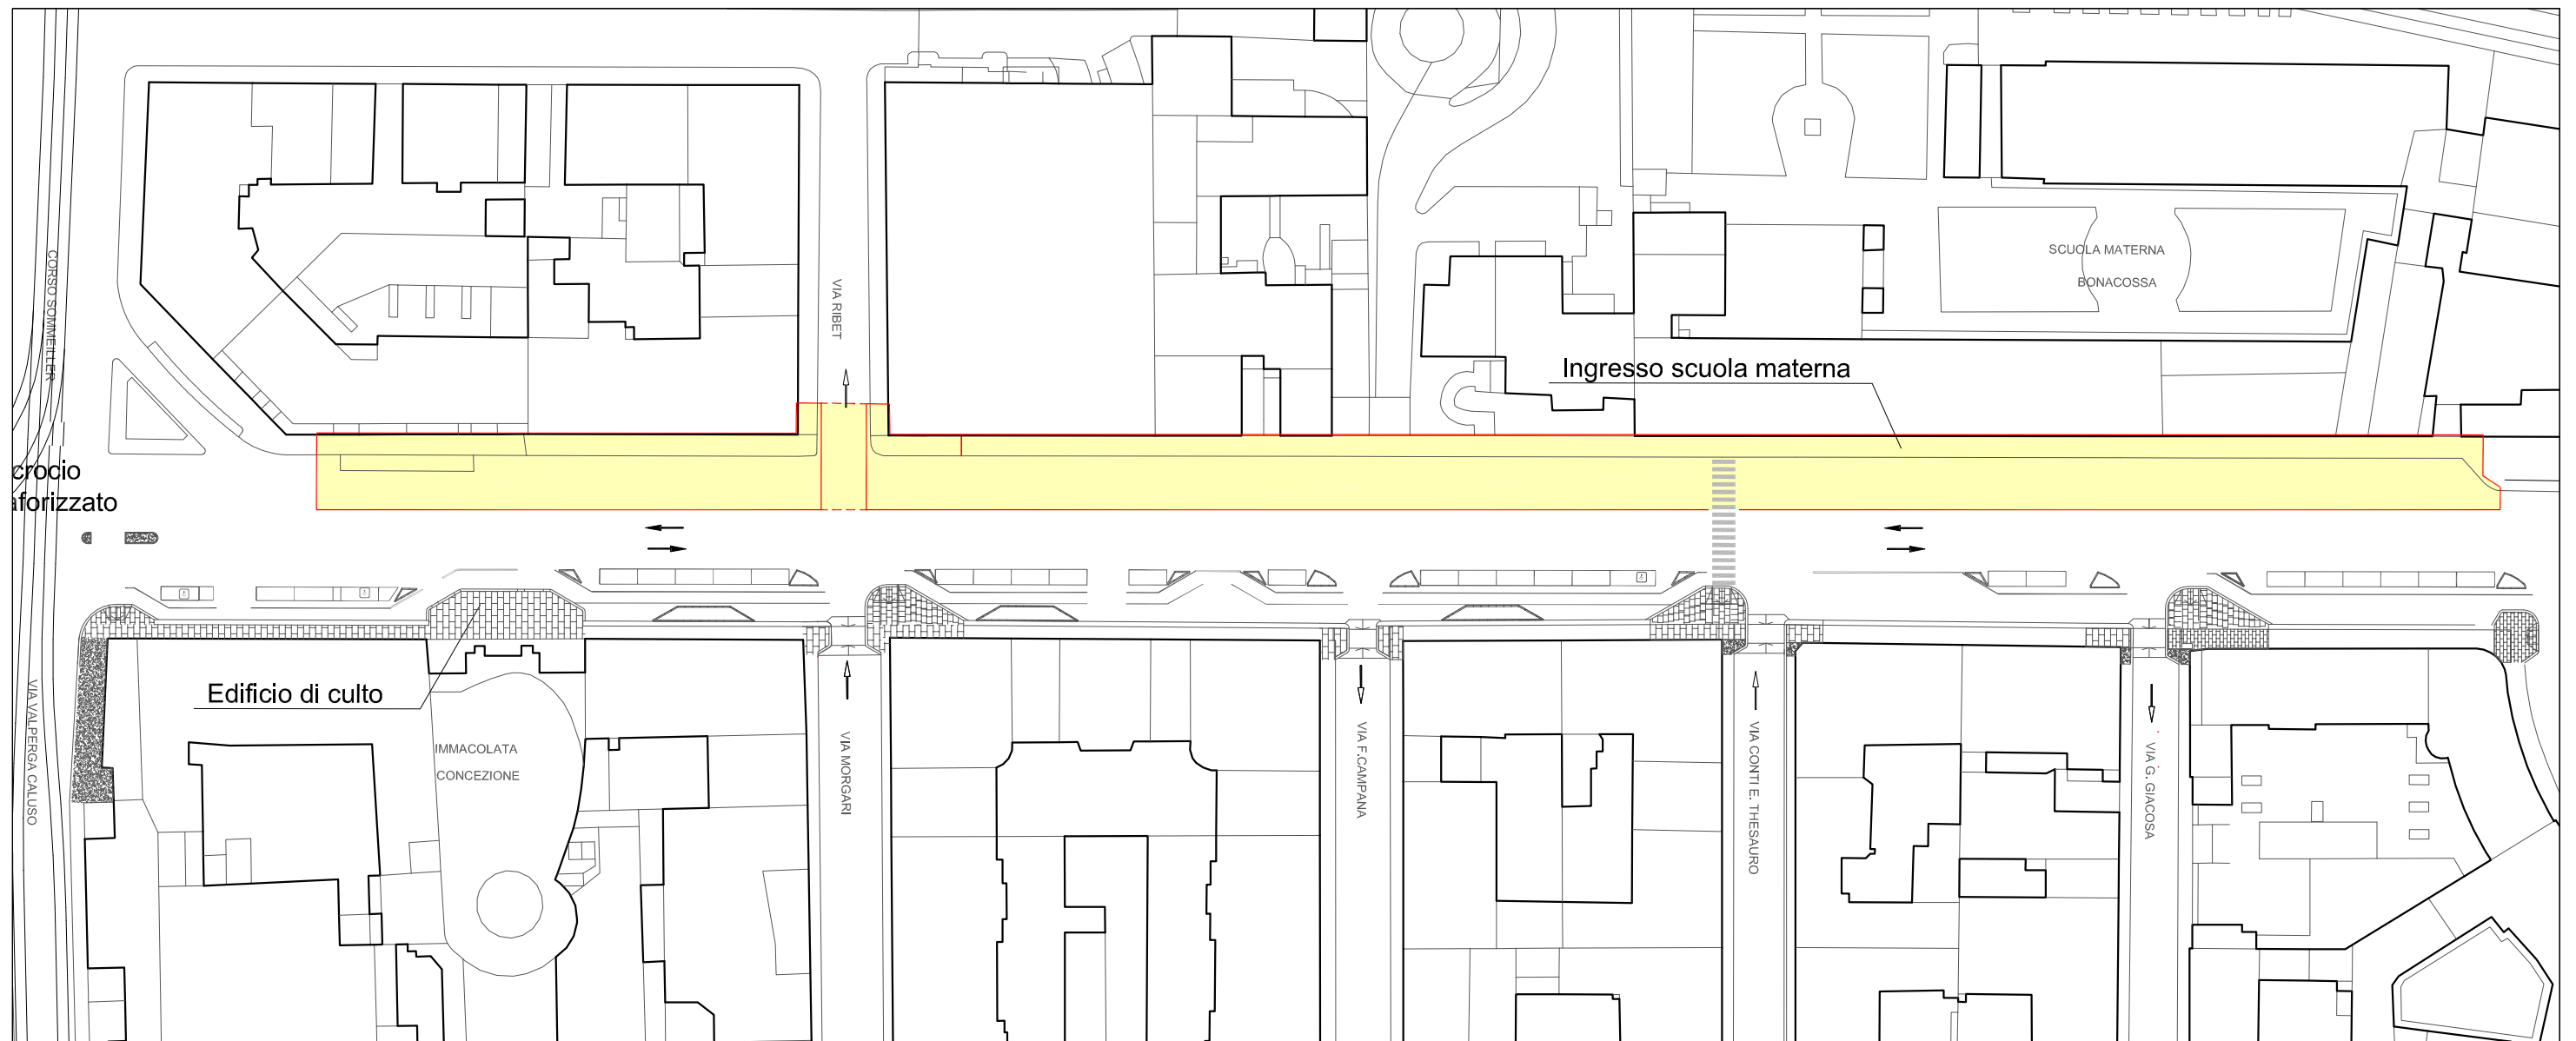 CORSO SOMMEILLER
VIA RIBET
SCUOLA MATERNA
BONACOSSA
Ingresso scuola materna
crocio
aforizzato
Edificio di culto
IMMACOLATA
CONCEZIONE
VIA VALPERGA CALUSO
VIA MORGARI
VIA F.CAMPANA
VIA CONTI E. THESAURO
VIA G. GIACOSA